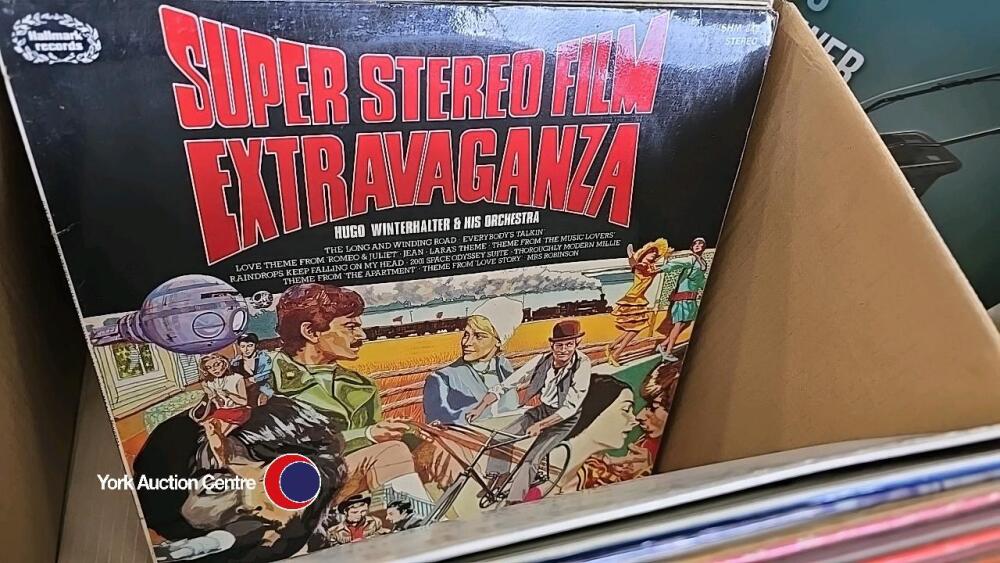 Hallmark
records
SHM
STEREO
SUPER STEREO FILM
EXTRAVAGANZA
HUGO WINTERHALTER & HIS ORCHESTRA
THE LONG AND WINDING ROAD · EVERYBODY'S TALKIN'
LOVE THEME FROM 'ROMEO & JULIET' · JEAN · LARA'S THEME · THEME FROM 'THE MUSIC LOVERS'
RAINDROPS KEEP FALLING ON MY HEAD · 2001 SPACE ODYSSEY SUITE · THOROUGHLY MODERN MILLIE
THEME FROM 'THE APARTMENT' · THEME FROM 'LOVE STORY' · MRS ROBINSON
York Auction Centre